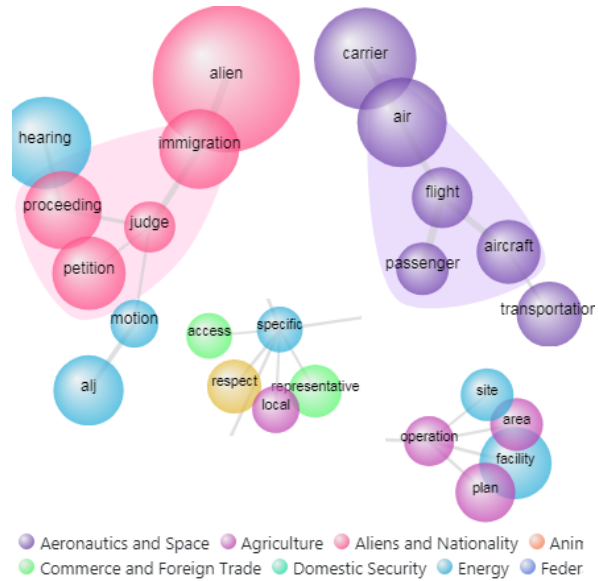 carrier
alien
air
hearing
immigration
proceeding
flight
judge
aircraft
passenger
petition
transportation
motion
specific
access
alj
respect
representative
local
site
area
operation
facility
plan
Aeronautics and Space Agriculture Aliens and Nationality Anin
Commerce and Foreign Trade Domestic Security Energy Feder